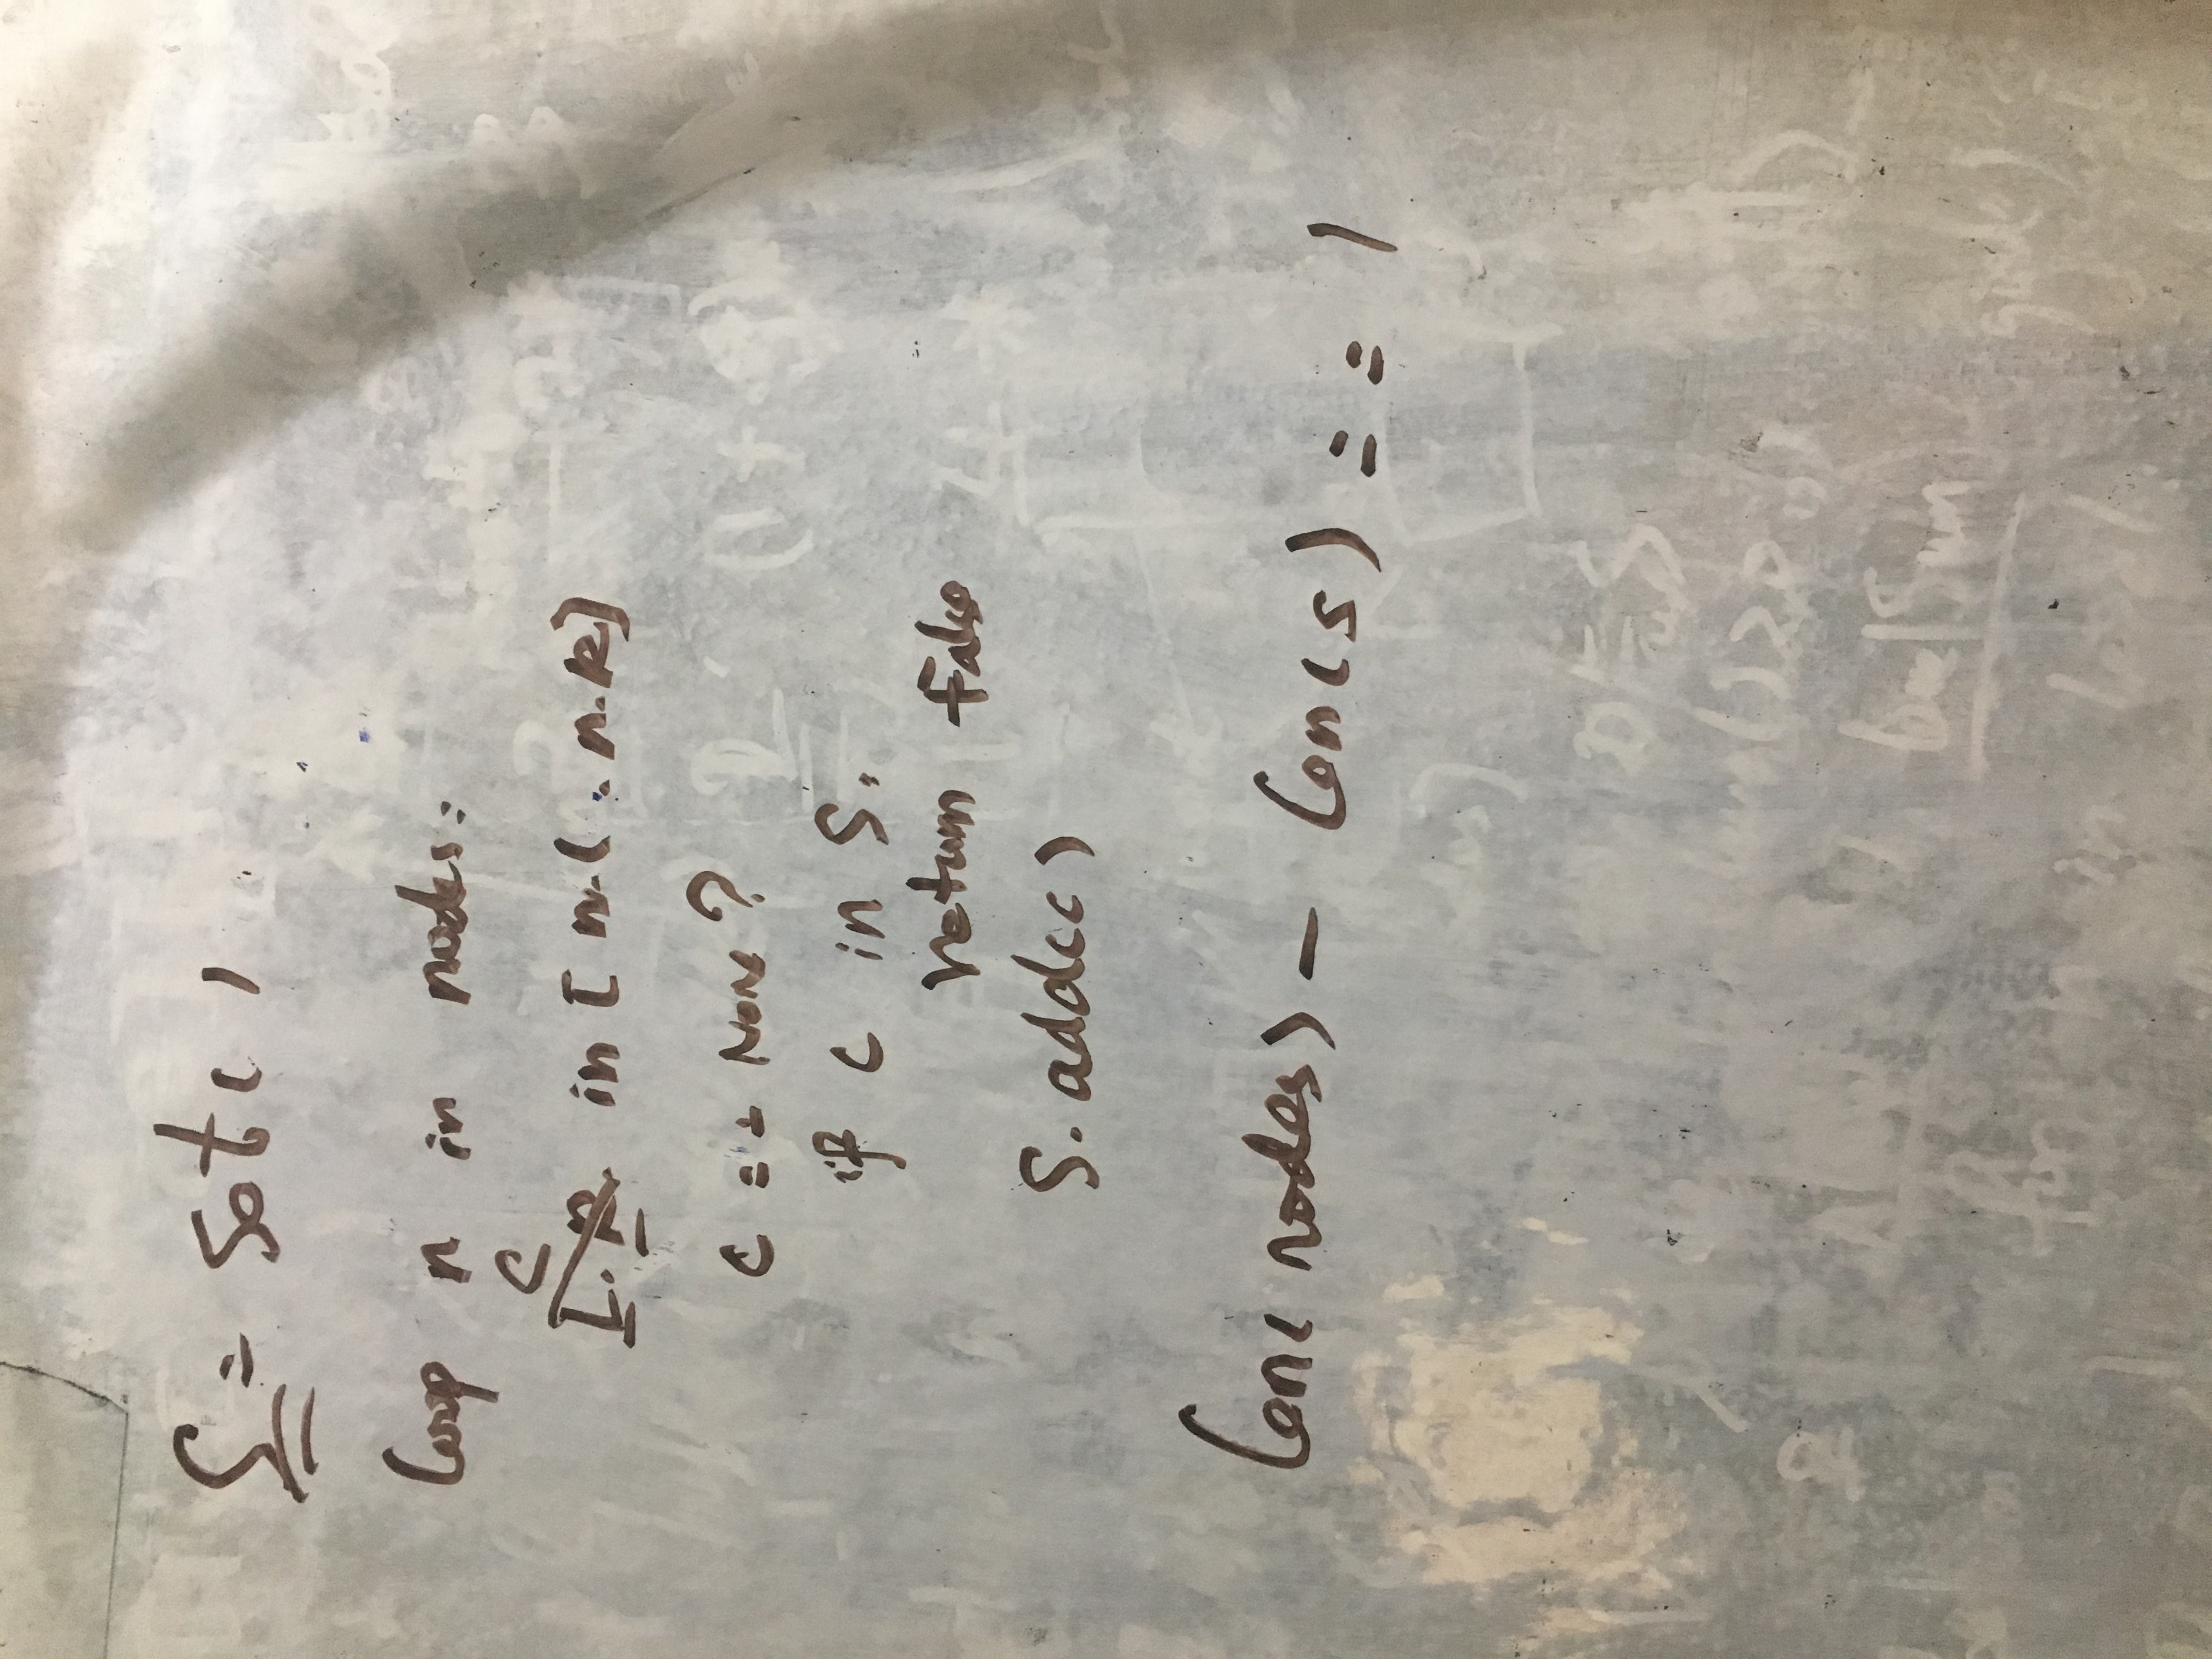 S = set( )
Loop n in nodes:
C
L. R. in [ n.L . n.R]
C == None ?
if C in S.
return False
S.add(c)
len( nodes) - len(s) == 1